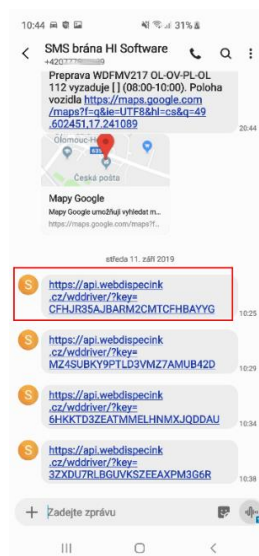 10:44
31%
SMS brána HI Software
Preprava WDFMV217 OL-OV-PL-OL
112 vyzaduje [] (08:00-10:00). Poloha
vozidla https://maps.google.com
/maps?f=q&ie=UTF8&hl=cs&q=49
.602451,17.241089
20:44
Olomouc-H
Česká pošta
Mapy Google
Mapy Google umožňují vyhledat m...
https://maps.google.com/maps?f...
středa 11. září 2019
S
https://api.webdispecink
.cz/wddriver/?key=
CFHJR35AJBARM2CMTCFHBAYYG
10:25
S
https://api.webdispecink
.cz/wddriver/?key=
MZ4SUBKY9PTLD3VMZ7AMUB42D
10:29
S
https://api.webdispecink
.cz/wddriver/?key=
6HKKTD3ZEATMMELHNMXJQDDAU
10:34
S
https://api.webdispecink
.cz/wddriver/?key=
3ZXDU7RLBGUVKSZEEAXPM3G6R
10:38
Zadejte zprávu